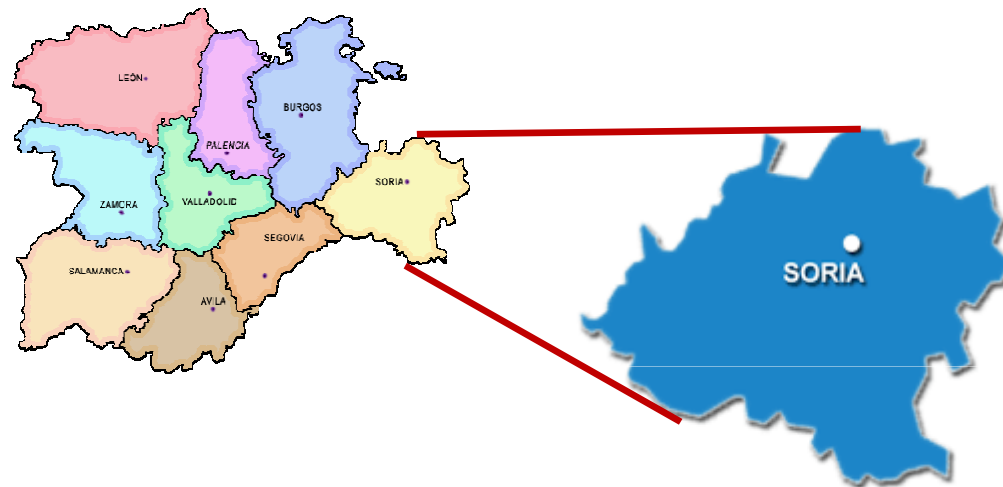 LEÓN
BURGOS
PALENCIA
SORIA
ZAMORA
VALLADOLID
SEGOVIA
SALAMANCA
AVILA
SORIA